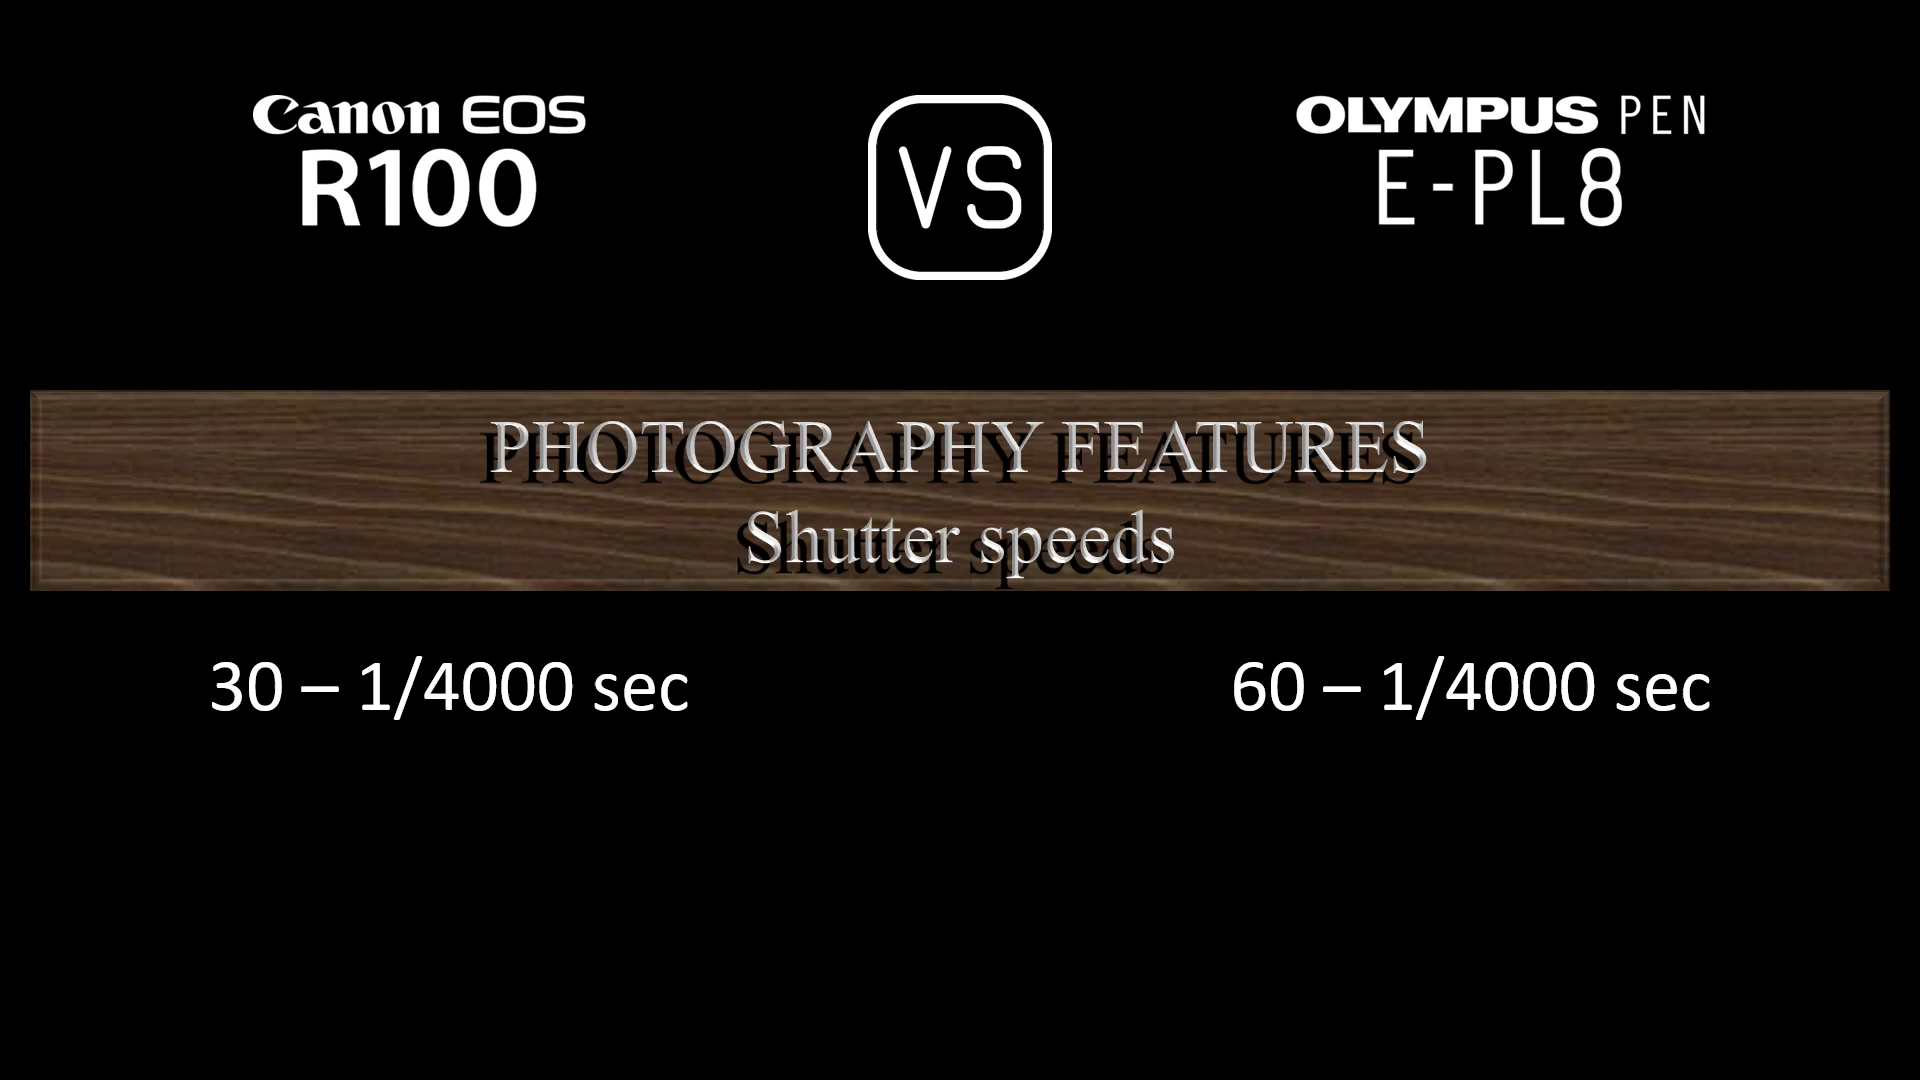 Canon EOS
R100
VS
OLYMPUS PEN
E-PL8
PHOTOGRAPHY FEATURES
Shutter speeds
30 – 1/4000 sec
60 – 1/4000 sec